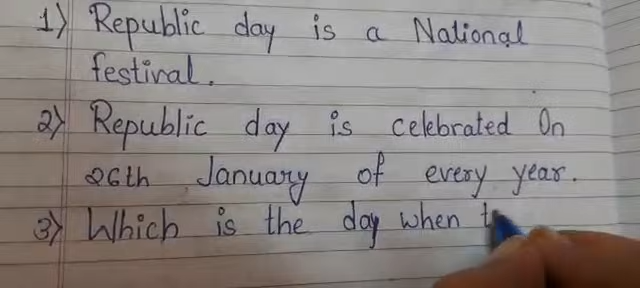 1) Republic day is a National
festival.
2) Republic day is celebrated On
26th January of every year.
3) Which is the day when t